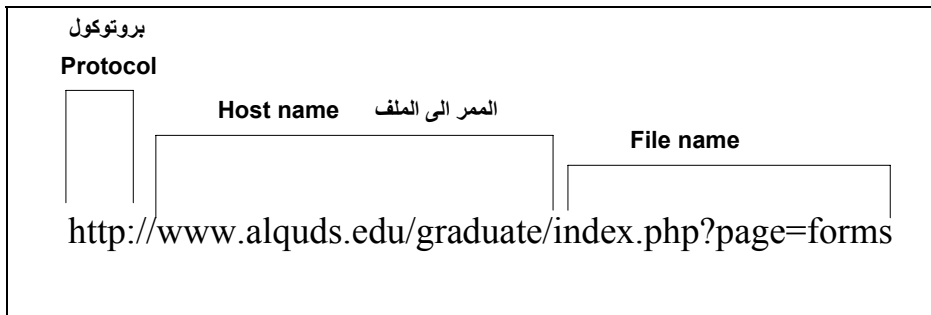 بروتوكول
Protocol
Host name الممر الى الملف
File name
http://www.alquds.edu/graduate/index.php?page=forms